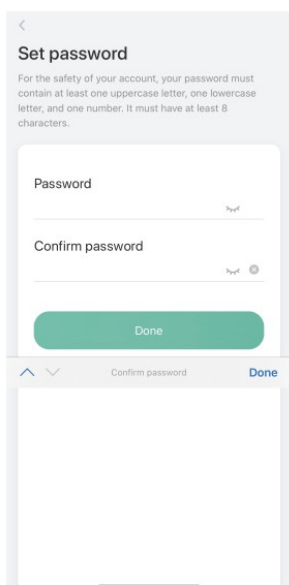 Set password
For the safety of your account, your password must
contain at least one uppercase letter, one lowercase
letter, and one number. It must have at least 8
characters.
Password
Confirm password
Done
Confirm password Done